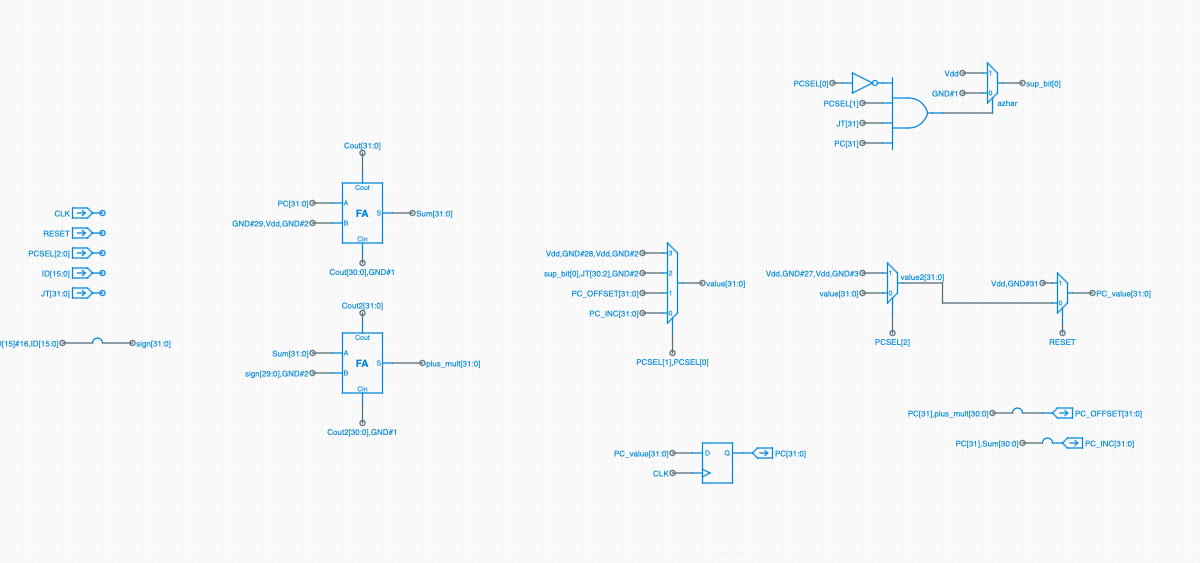 PCSEL[0]
PCSEL[1]
JT[31]
PC[31]
Vdd
GND#1
1
0
sup_bit[0]
azhar
CLK
RESET
PCSEL[2:0]
ID[15:0]
JT[31:0]
D[15]#16,ID[15:0]
sign[31:0]
Cout[31:0]
Cout
PC[31:0]
A
GND#29,Vdd,GND#2
B
FA
S
Sum[31:0]
Cin
Cout[30:0],GND#1
Cout2[31:0]
Cout
Sum[31:0]
A
sign[29:0],GND#2
B
FA
S
plus_mult[31:0]
Cin
Cout2[30:0],GND#1
Vdd,GND#28,Vdd,GND#2
3
sup_bit[0],JT[30:2],GND#2
2
PC_OFFSET[31:0]
1
PC_INC[31:0]
0
value[31:0]
PCSEL[1],PCSEL[0]
Vdd,GND#27,Vdd,GND#3
1
value[31:0]
0
value2[31:0]
PCSEL[2]
Vdd,GND#31
1
0
PC_value[31:0]
RESET
PC[31],plus_mult[30:0]
PC_OFFSET[31:0]
PC[31],Sum[30:0]
PC_INC[31:0]
PC_value[31:0]
D
Q
PC[31:0]
CLK